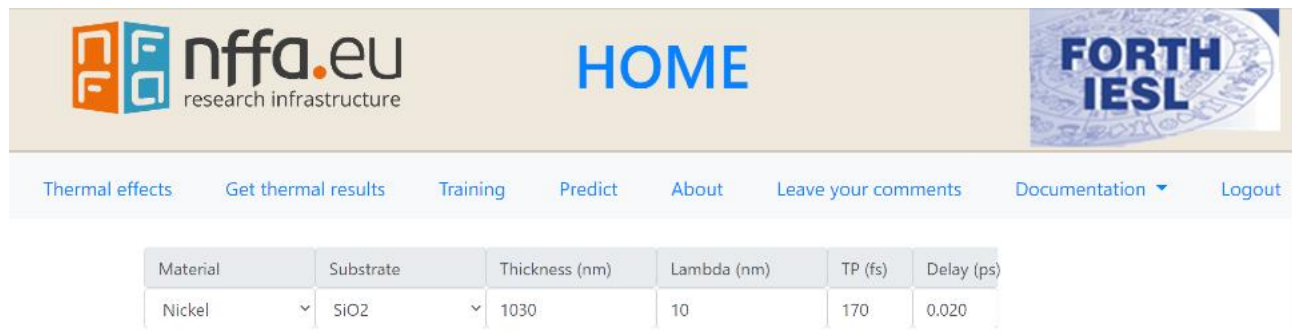 nffa.eu
research infrastructure
HOME
FORTH
IESL
Thermal effects Get thermal results Training Predict About Leave your comments Documentation Logout
Material Substrate Thickness (nm) Lambda (nm) TP (fs) Delay (ps)
Nickel SiO2 1030 10 170 0.020